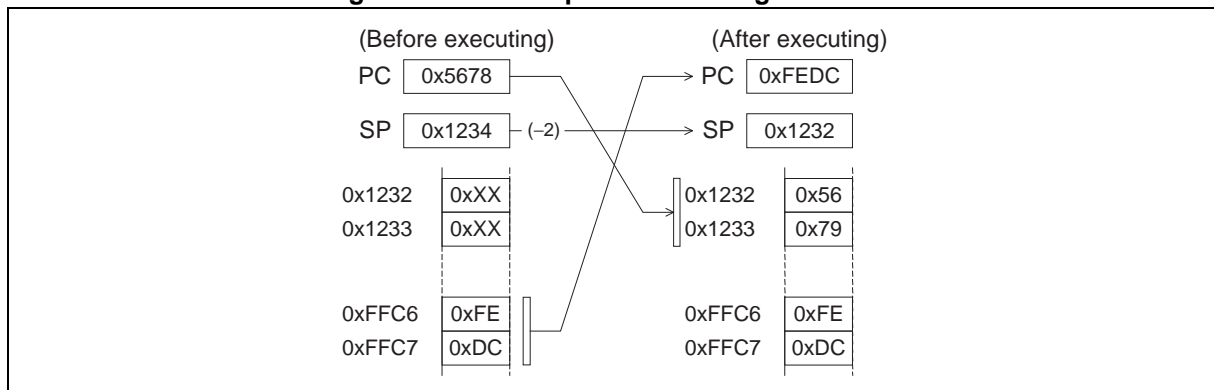 (Before executing) (After executing)
PC 0x5678 PC 0xFEDC
SP 0x1234 (−2) SP 0x1232
0x1232 0xXX 0x1232 0x56
0x1233 0xXX 0x1233 0x79
0xFFC6 0xFE 0xFFC6 0xFE
0xFFC7 0xDC 0xFFC7 0xDC